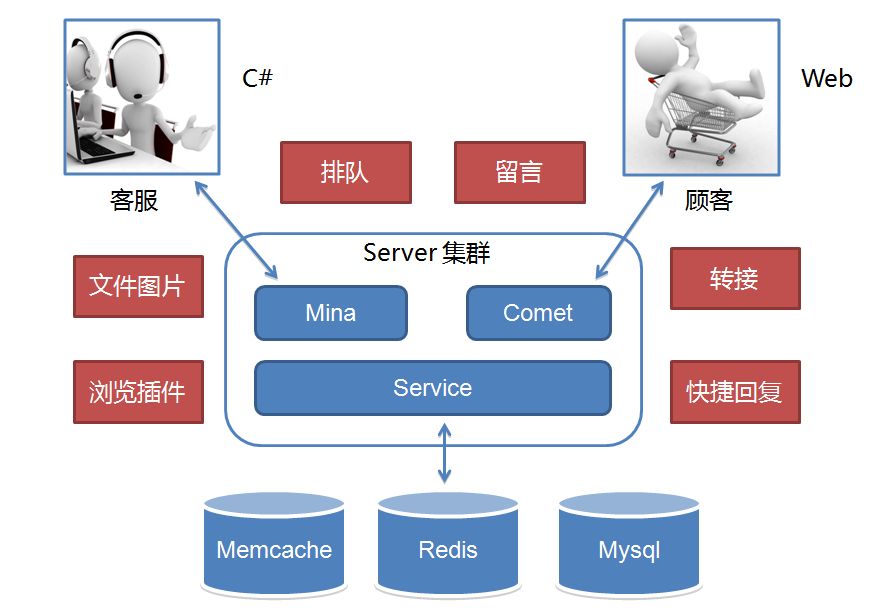 C#
Web
排队
留言
客服
顾客
Server 集群
文件图片
转接
Mina
Comet
浏览插件
Service
快捷回复
Memcache
Redis
Mysql